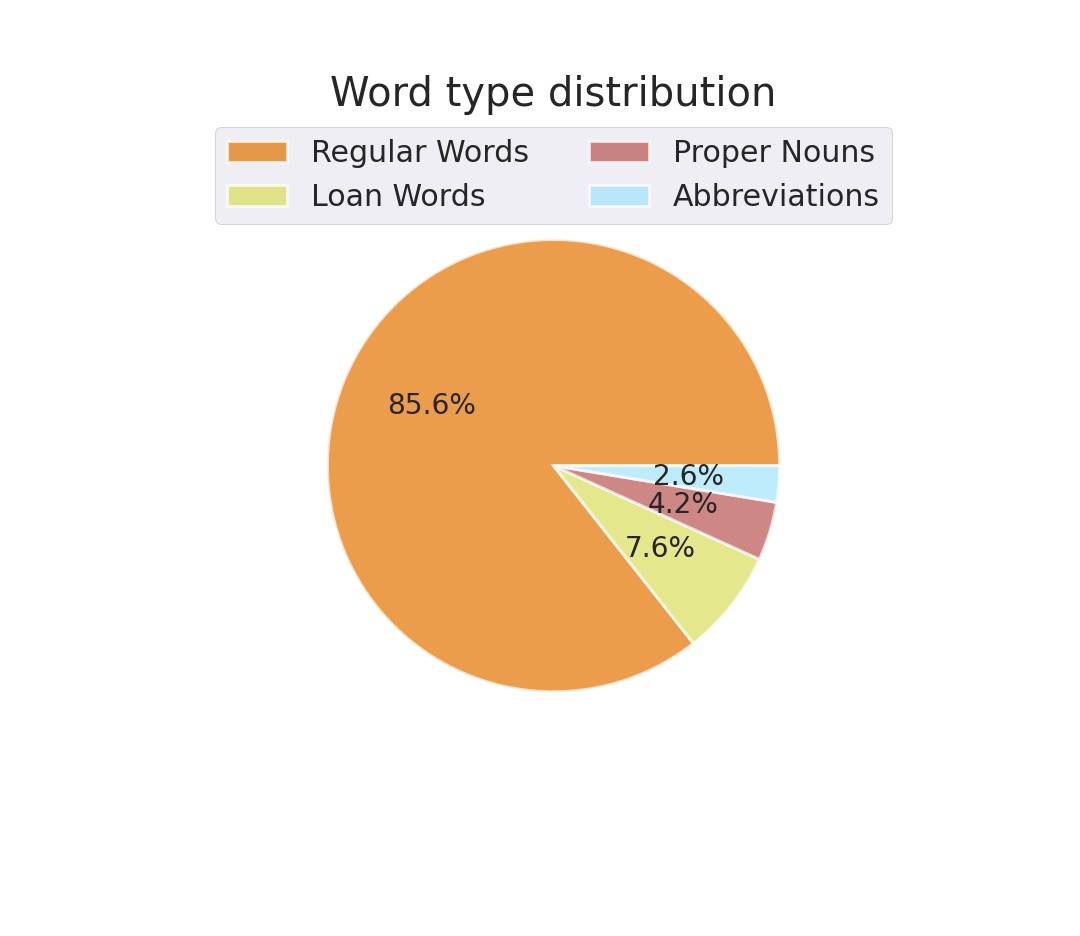 Word type distribution
Regular Words Proper Nouns
Loan Words Abbreviations
85.6%
2.6%
4.2%
7.6%